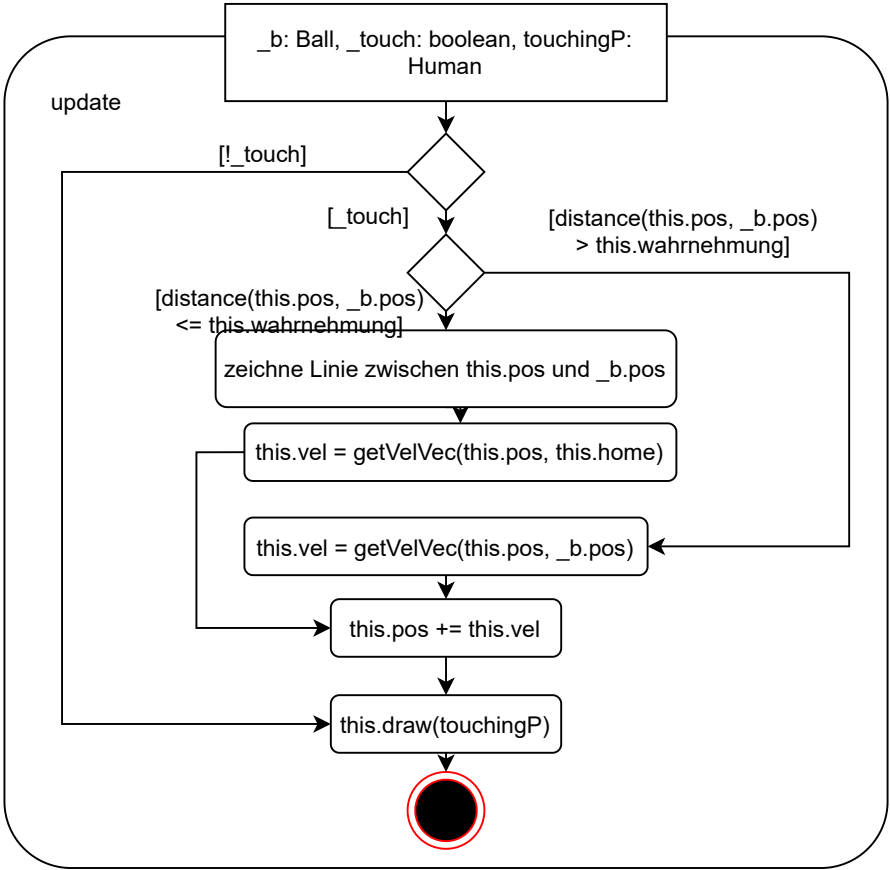 _b: Ball, _touch: boolean, touchingP:
Human
update
[!_touch]
[_touch]
[distance(this.pos, _b.pos)
> this.wahrnehmung]
[distance(this.pos, _b.pos)
<= this.wahrnehmung]
zeichne Linie zwischen this.pos und _b.pos
this.vel = getVelVec(this.pos, this.home)
this.vel = getVelVec(this.pos, _b.pos)
this.pos += this.vel
this.draw(touchingP)